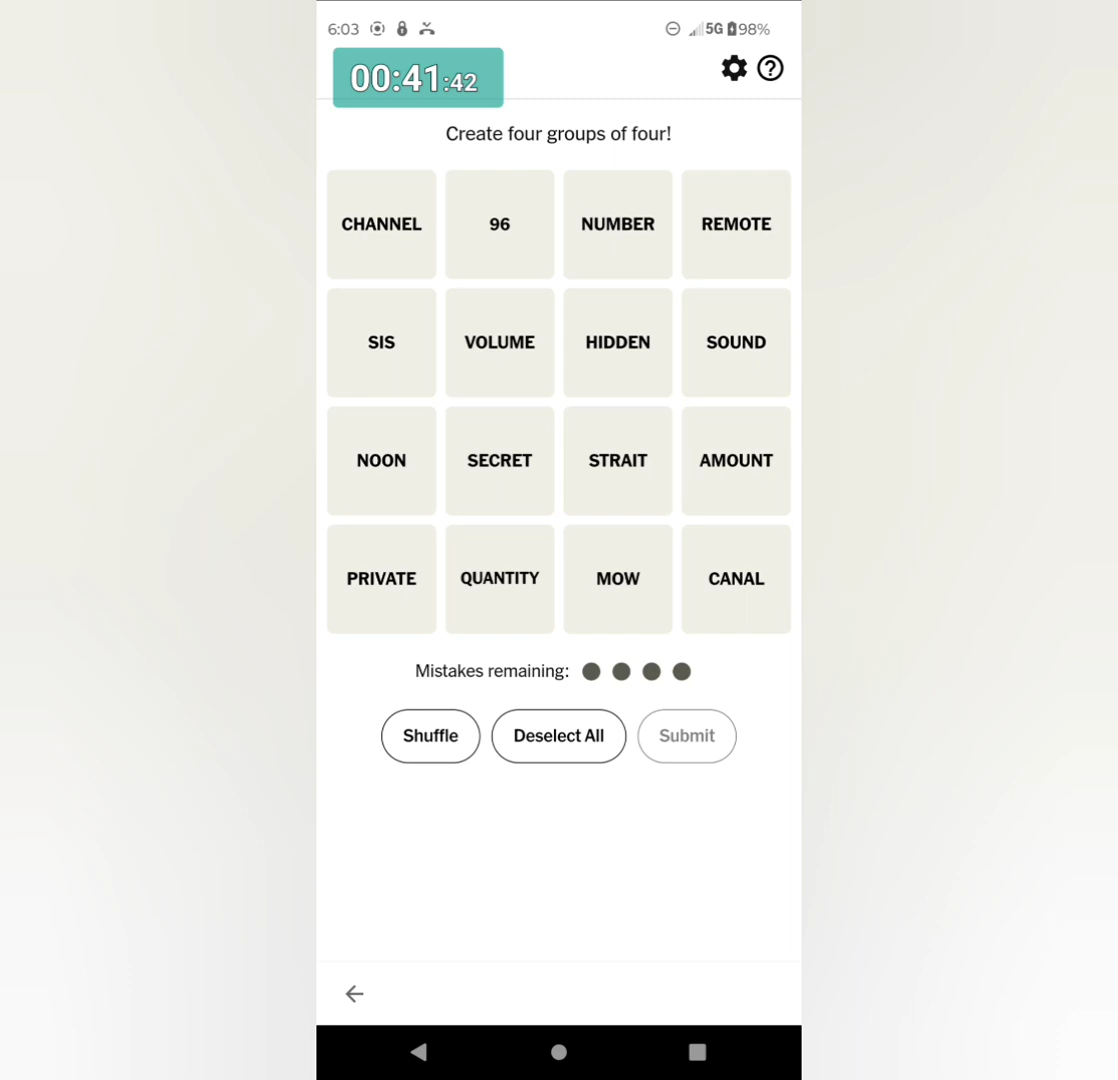 6:03 5G 98%
00:41:42
Create four groups of four!
CHANNEL 96 NUMBER REMOTE
SIS VOLUME HIDDEN SOUND
NOON SECRET STRAIT AMOUNT
PRIVATE QUANTITY MOW CANAL
Mistakes remaining:
Shuffle Deselect All Submit